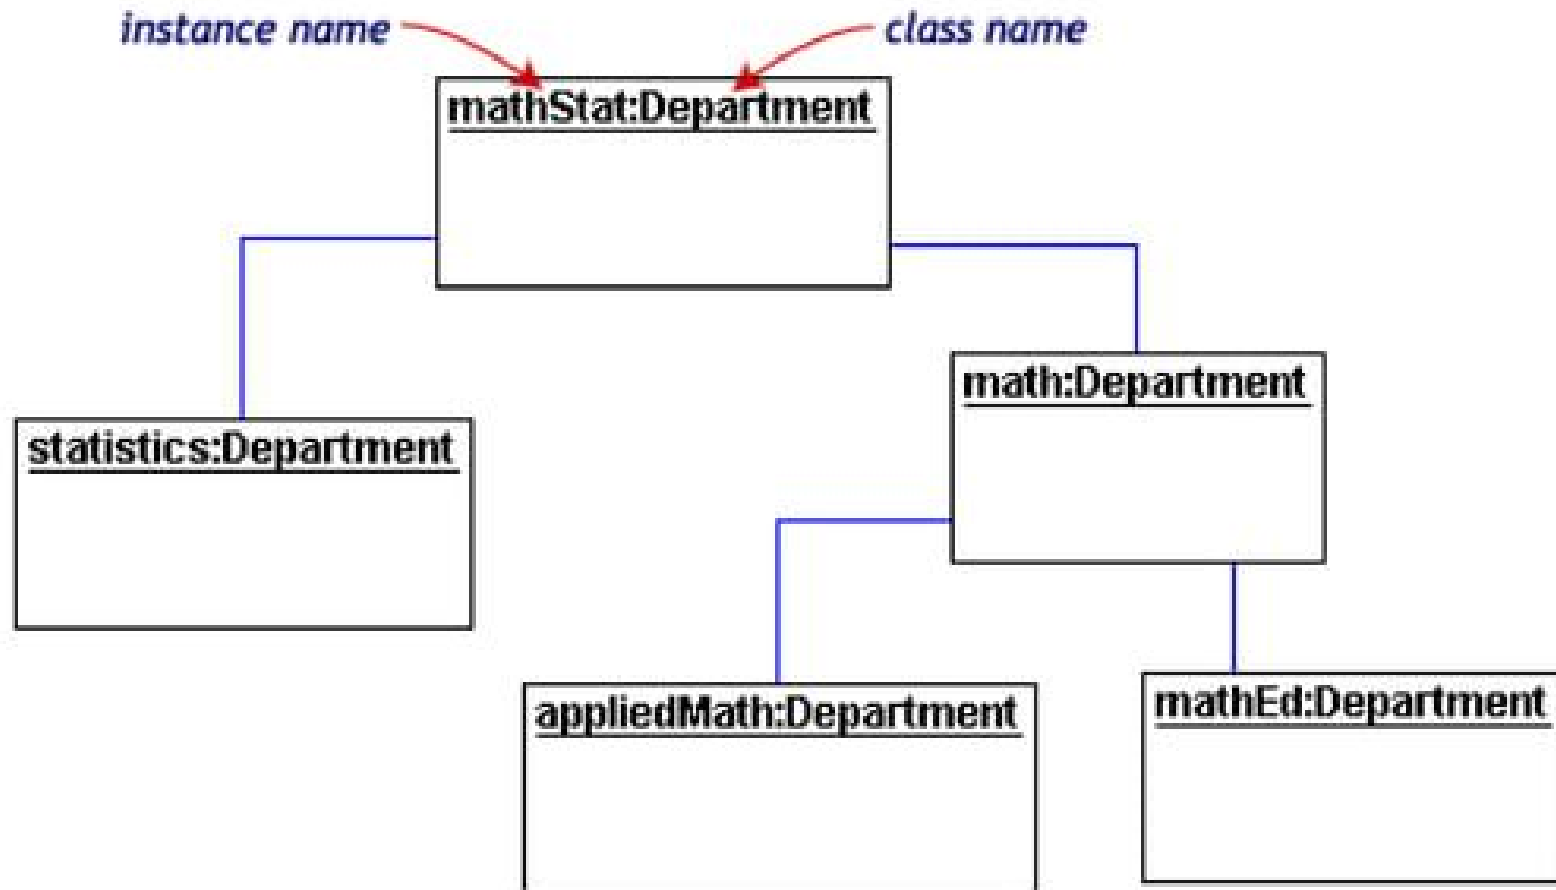 instance name
class name
mathStat:Department
math:Department
statistics:Department
appliedMath:Department
mathEd:Department